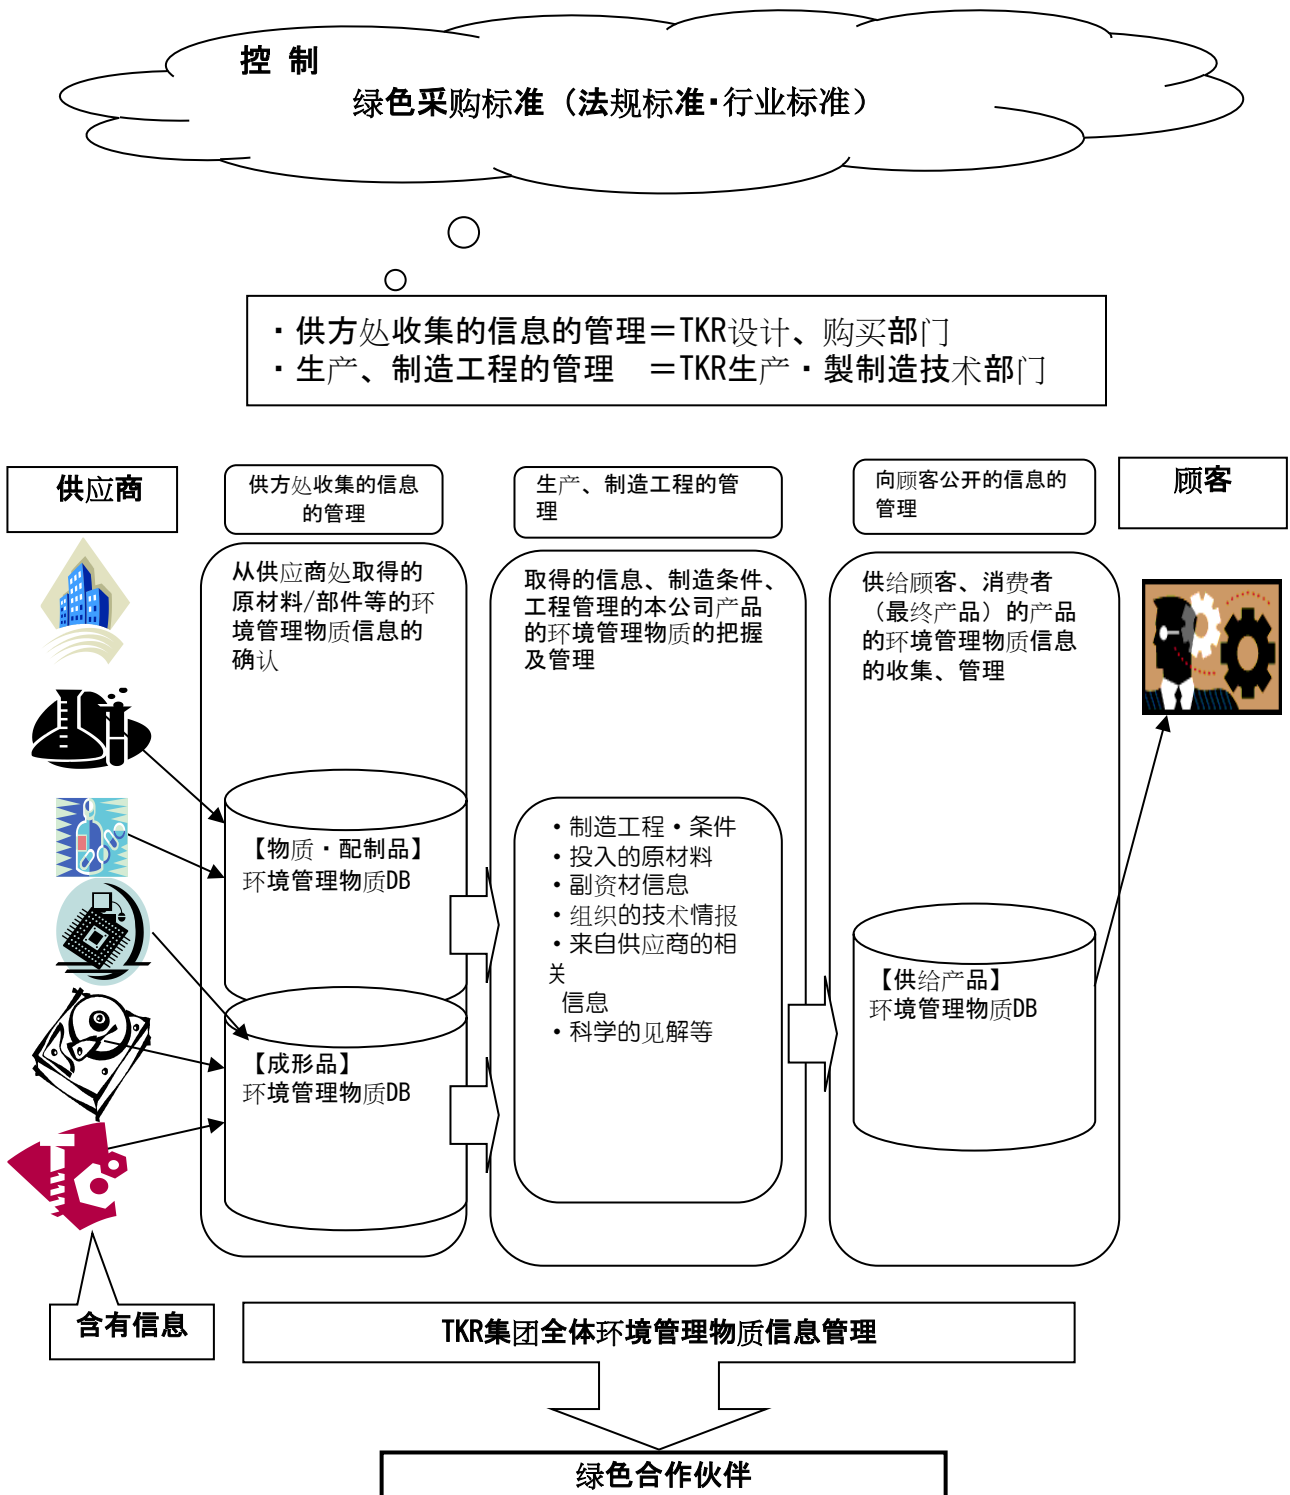 控 制
绿色采购标准（法规标准・行业标准）
・供方处收集的信息的管理＝TKR设计、购买部门
・生产、制造工程的管理　＝TKR生产・製制造技术部门
供应商
供方处收集的信息
的管理
生产、制造工程的管
理
向顾客公开的信息的
管理
顾客
从供应商处取得的
原材料/部件等的环
境管理物质信息的
确认
取得的信息、制造条件、
工程管理的本公司产品
的环境管理物质的把握
及管理
供给顾客、消费者
（最终产品）的产品
的环境管理物质信息
的收集、管理
【物质・配制品】
环境管理物质DB
【成形品】
环境管理物质DB
・制造工程・条件
・投入的原材料
・副资材信息
・组织的技术情报
・来自供应商的相
关
信息
・科学的见解等
【供给产品】
环境管理物质DB
含有信息
TKR集团全体环境管理物质信息管理
绿色合作伙伴